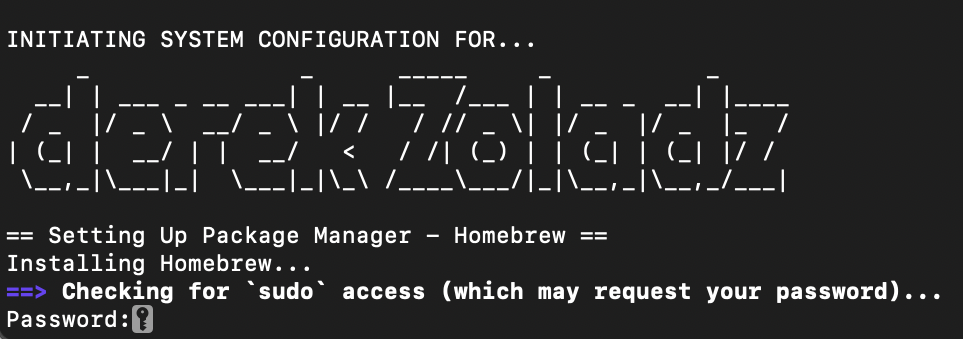 INITIATING SYSTEM CONFIGURATION FOR...
derekZoladz
== Setting Up Package Manager – Homebrew ==
Installing Homebrew...
==> Checking for `sudo` access (which may request your password)...
Password: